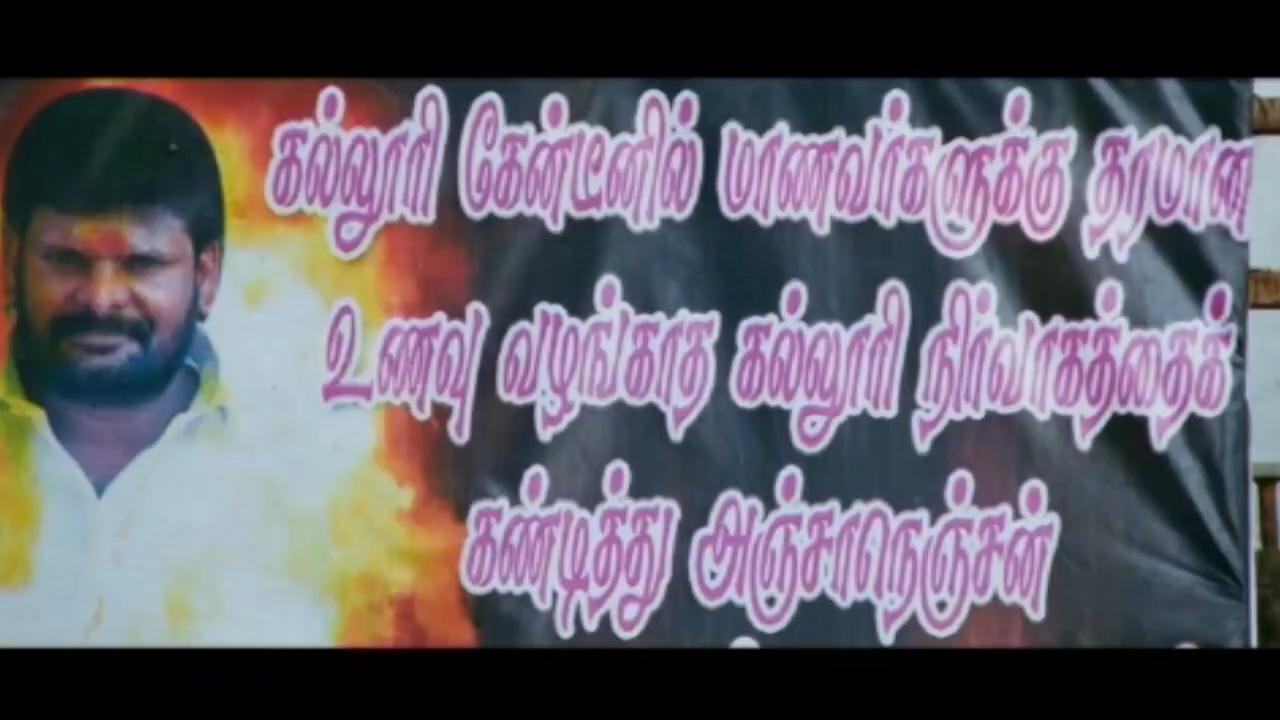 கல்லூரி கேண்டீனில் மாணவர்களுக்கு தரமான
உணவு வழங்காத கல்லூரி நிர்வாகத்தைக்
கண்டித்து அஞ்சாநெஞ்சன்